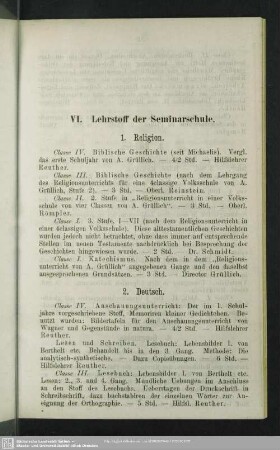 VI. Lehrstoff der Seminarschule.
1. Religion.
Classe IV. Biblische Geschichte (seit Michaelis). Vergl.
das erste Schuljahr von A. Grüllich. — 4/2 Std. — Hilfslehrer
Reuther.
Classe III. Biblische Geschichte (nach dem Lehrgang
des Religionsunterrichts für eine 4classige Volksschule von A.
Grüllich, Stufe 2). — 3 Std. — Oberl. Reinstein.
Classe II. 2. Stufe in „Religionsunterricht in einer Volks-
schule von vier Classen von A. Grüllich“. — 3 Std. — Oberl.
Rompler.
Classe I. 3. Stufe, I—VII (nach dem Religionsunterricht in
einer 4classigen Volksschule). Diese alttestamentlichen Geschichten
wurden jedoch nicht betrachtet, ohne dass immer auf entsprechende
Stellen im neuen Testamente nachdrücklich bei Besprechung der
Geschichten hingewiesen wurde. — 2 Std. — Dr. Schmidt.
Classe I. Katechismus. Nach dem in dem „Religions-
unterricht von A. Grüllich“ angegebenen Gange und den daselbst
ausgesprochenen Grundsätzen. — 3 Std. — Director Grüllich.
2. Deutsch.
Classe IV. Anschauungsunterricht: Der im 1. Schul-
jahre vorgeschriebene Stoff. Memoriren kleiner Gedichtchen. Be-
nutzt wurden: Bildertafeln für den Anschauungsunterricht von
Wagner und Gegenstände in natura. — 4/2 Std. — Hilfslehrer
Reuther.
Lesen und Schreiben. Lesebuch: Lebensbilder I. von
Berthelt etc. Behandelt bis in den 3. Gang. Methode: Die
analytisch-synthetische. — Dazu Copirübungen. — 6 Std. —
Hilfslehrer Reuther.
Classe III. Lesebuch: Lebensbilder I. von Berthelt etc.
Lesen: 2., 3. und 4. Gang. Mündliche Uebungen im Anschluss
zu den Stoff des Lesebuchs. Uebertragungen der Druckschrift in
Schreibschrift, dazu buchstabiren der einzelnen Wörter zur An-
eignung der Orthographie. — 5 Std. — Hilfsl. Reuther.